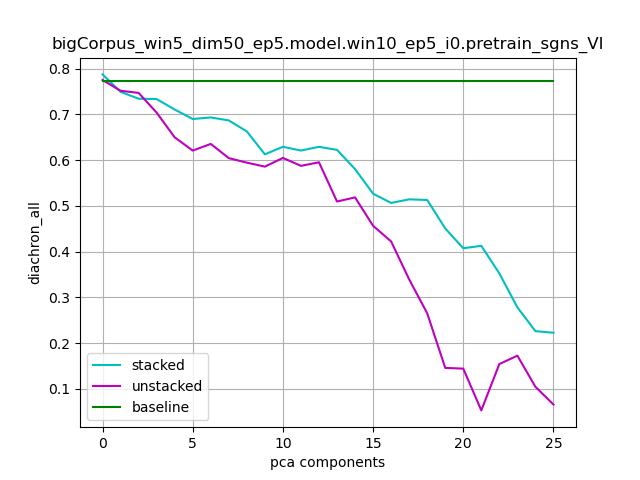 bigCorpus_win5_dim50_ep5.model.win10_ep5_i0.pretrain_sgns_VI
0.8
0.7
0.6
0.5
0.4
0.3
0.2
0.1
diachron_all
stacked
unstacked
baseline
0 5 10 15 20 25
pca components